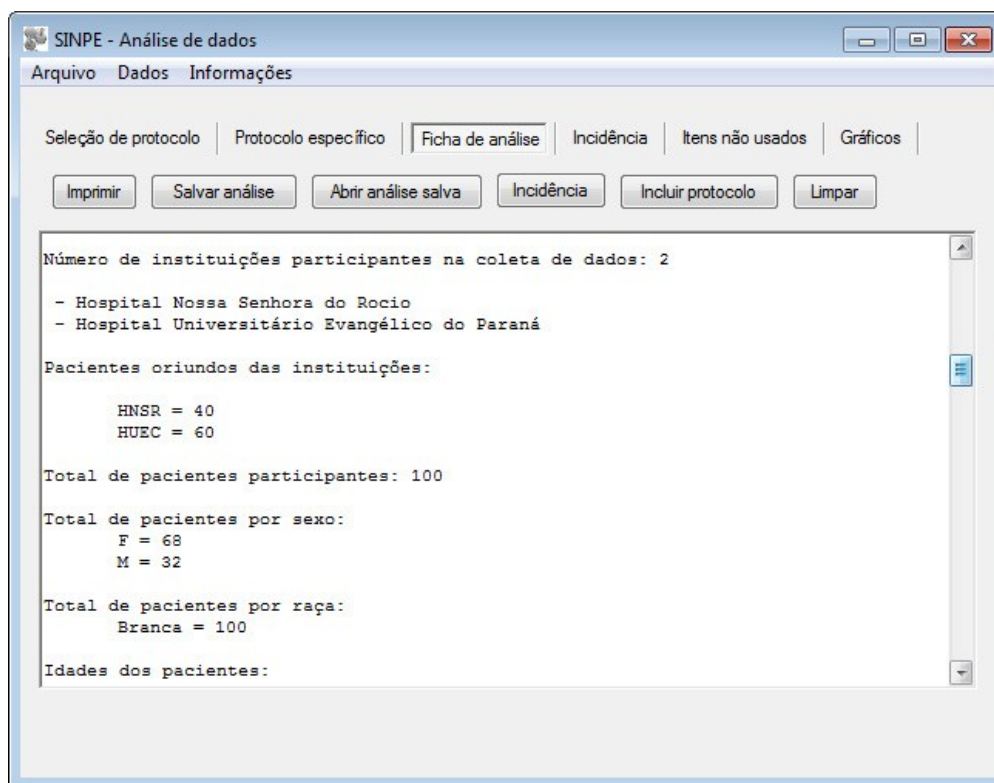 SINPE - Análise de dados
Arquivo Dados Informações
Seleção de protocolo Protocolo específico Ficha de análise Incidência Itens não usados Gráficos
Imprimir Salvar análise Abrir análise salva Incidência Incluir protocolo Limpar
Número de instituições participantes na coleta de dados: 2
- Hospital Nossa Senhora do Rocio
- Hospital Universitário Evangélico do Paraná
Pacientes oriundos das instituições:
HNSR = 40
HUEC = 60
Total de pacientes participantes: 100
Total de pacientes por sexo:
F = 68
M = 32
Total de pacientes por raça:
Branca = 100
Idades dos pacientes: